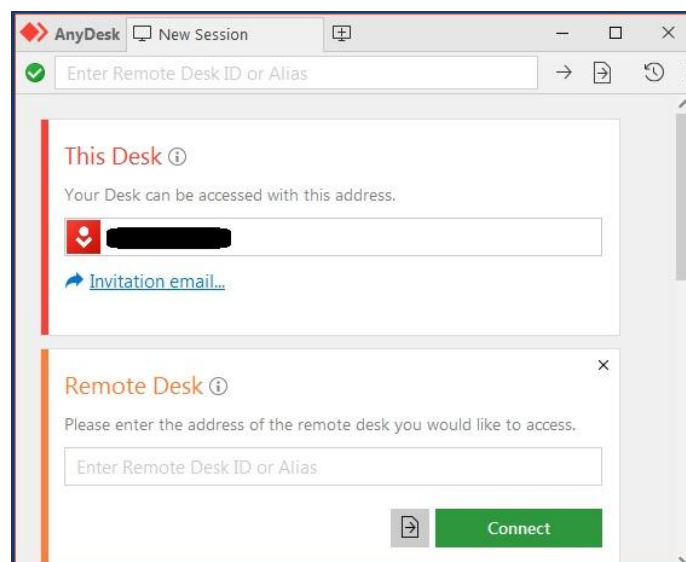 AnyDesk New Session
Enter Remote Desk ID or Alias
This Desk
Your Desk can be accessed with this address.
Invitation email...
Remote Desk
Please enter the address of the remote desk you would like to access.
Enter Remote Desk ID or Alias
Connect